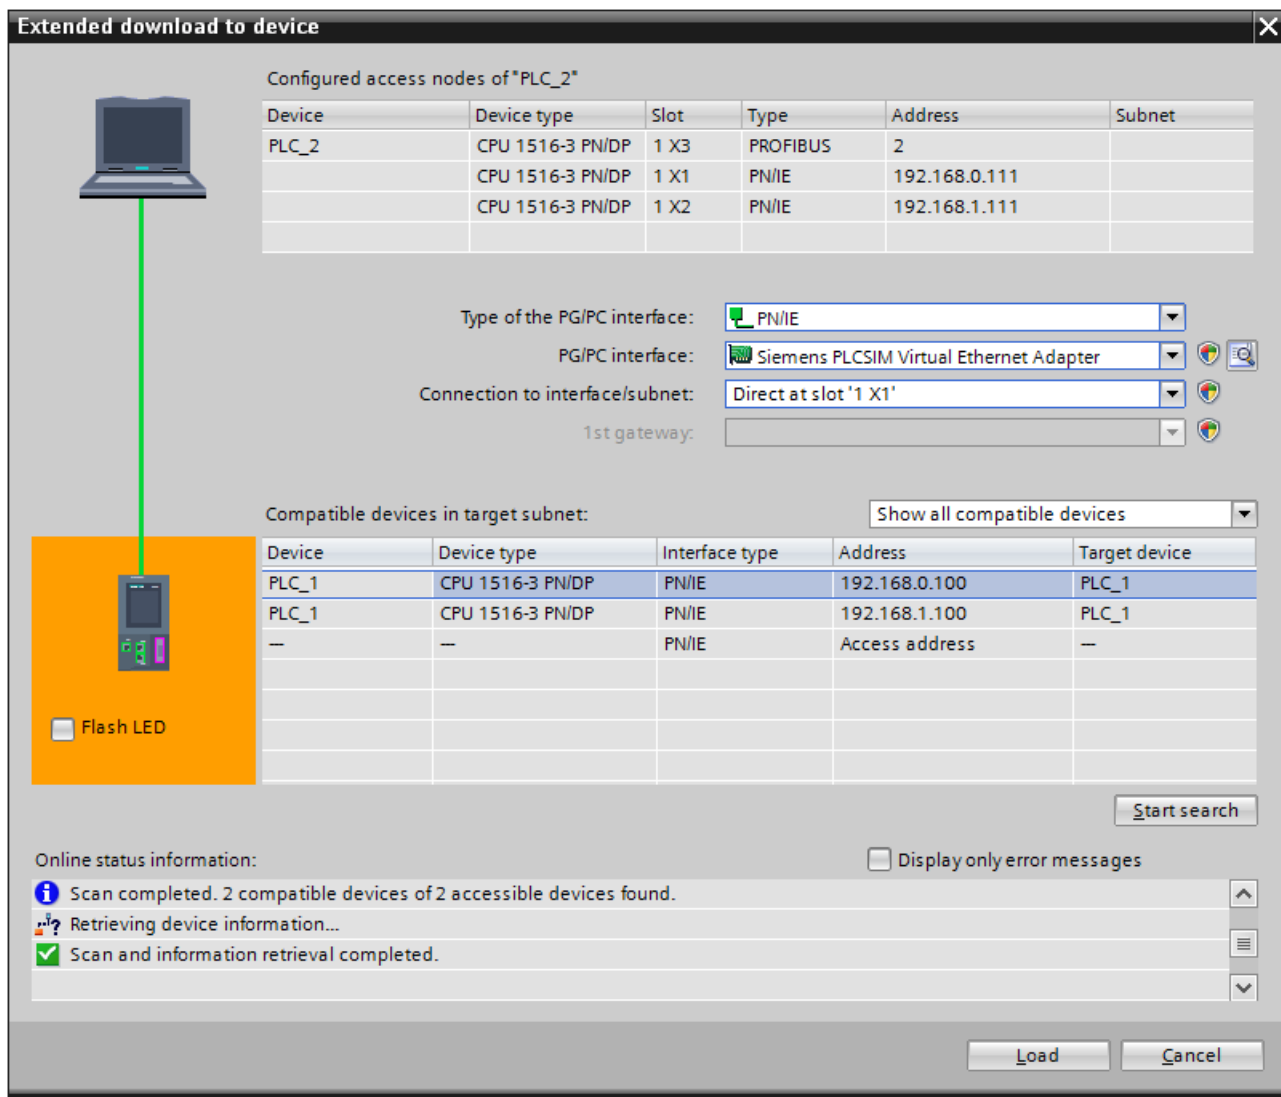 Extended download to device
Configured access nodes of "PLC_2"
Device Device type Slot Type Address Subnet
PLC_2 CPU 1516-3 PN/DP 1 X3 PROFIBUS 2
CPU 1516-3 PN/DP 1 X1 PN/IE 192.168.0.111
CPU 1516-3 PN/DP 1 X2 PN/IE 192.168.1.111
Type of the PG/PC interface: PN/IE
PG/PC interface: Siemens PLCSIM Virtual Ethernet Adapter
Connection to interface/subnet: Direct at slot '1 X1'
1st gateway:
Compatible devices in target subnet: Show all compatible devices
Device Device type Interface type Address Target device
PLC_1 CPU 1516-3 PN/DP PN/IE 192.168.0.100 PLC_1
PLC_1 CPU 1516-3 PN/DP PN/IE 192.168.1.100 PLC_1
— — PN/IE Access address —
Flash LED
Start search
Online status information: Display only error messages
Scan completed. 2 compatible devices of 2 accessible devices found.
Retrieving device information...
Scan and information retrieval completed.
Load Cancel